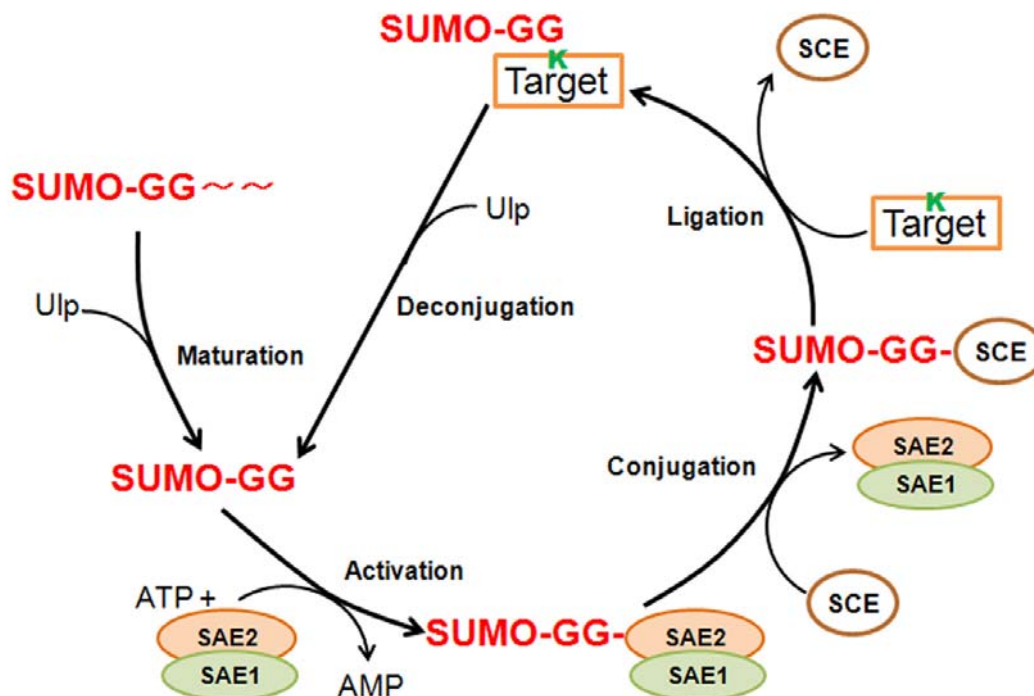 SUMO-GG
K
Target
SCE
SUMO-GG~~
Ulp
Ligation
K
Target
Ulp
Deconjugation
Maturation
SUMO-GG-
SCE
SUMO-GG
Conjugation
SAE2
SAE1
Activation
ATP +
SCE
SUMO-GG-
SAE2
SAE1
SAE2
SAE1
AMP